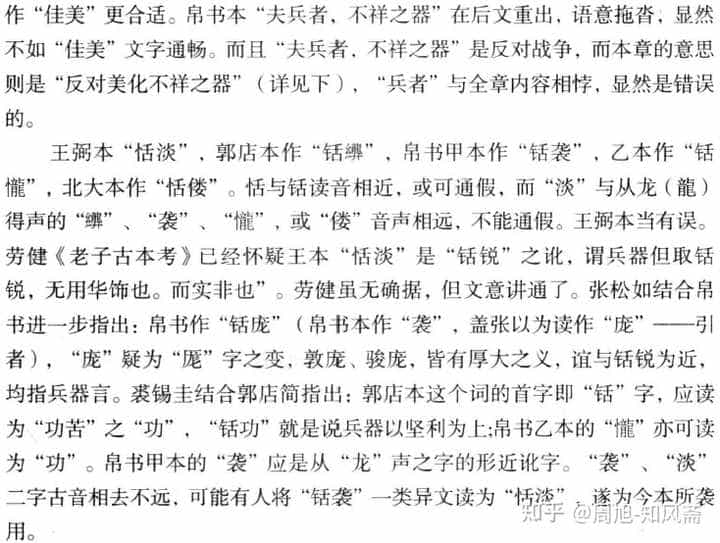 作“佳美”更合适。帛书本“夫兵者，不祥之器”在后文重出，语意拖沓，显然
不如“佳美”文字通畅。而且“夫兵者，不祥之器”是反对战争，而本章的意思
则是“反对美化不祥之器”（详见下），“兵者”与全章内容相悖，显然是错误
的。
王弼本“恬淡”，郭店本作“铦纞”，帛书甲本作“铦袭”，乙本作“铦
㦄”，北大本作“恬偻”。恬与铦读音相近，或可通假，而“淡”与从龙（龍）
得声的“纞”、“袭”、“㦄”，或“偻”音声相远，不能通假。王弼本当有误。
劳健《老子古本考》已经怀疑王本“恬淡”是“铦锐”之讹，谓兵器但取铦
锐，无用华饰也。而实非也”。劳健虽无确据，但文意讲通了。张松如结合帛
书进一步指出：帛书作“铦庞”（帛书本作“袭”，盖张以为读作“庞”——引
者），“庞”疑为“厖”字之变，敦庞、骏庞，皆有厚大之义，谊与铦锐为近，
均指兵器言。裘锡圭结合郭店简指出：郭店本这个词的首字即“铦”字，应读
为“功苦”之“功”，“铦功”就是说兵器以坚利为上;帛书乙本的“㦄”亦可读
为“功”。帛书甲本的“袭”应是从“龙”声之字的形近讹字。“袭”、“淡”
二字古音相去不远，可能有人将“铦袭”一类异文读为“恬淡”，遂为今本所袭
用。
知乎 @周旭-知风斋